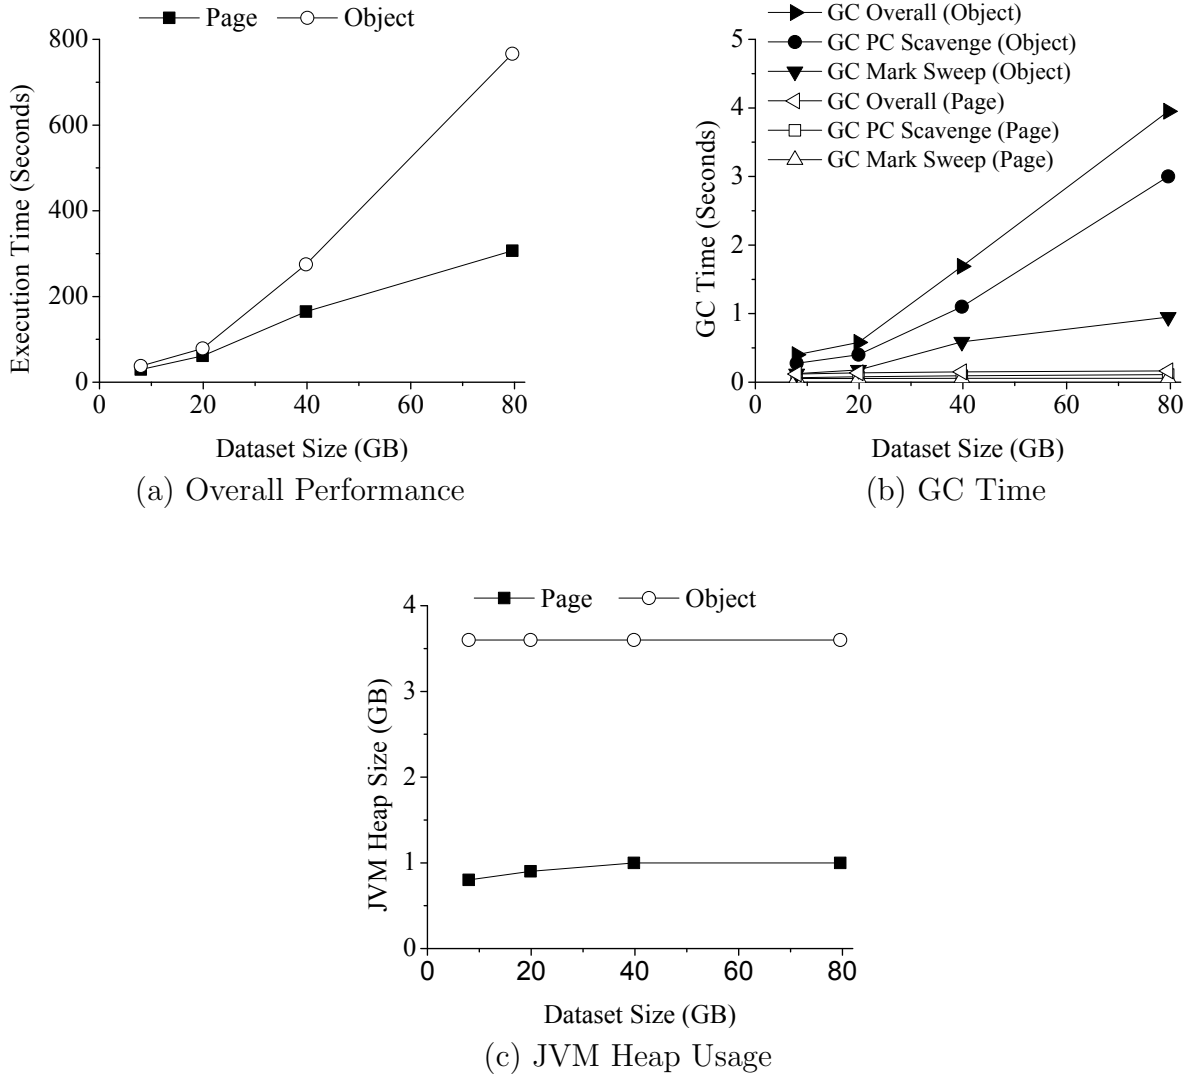 Page Object
800
600
400
200
0
0 20 40 60 80
Execution Time (Seconds)
Dataset Size (GB)
(a) Overall Performance
GC Overall (Object)
GC PC Scavenge (Object)
GC Mark Sweep (Object)
GC Overall (Page)
GC PC Scavenge (Page)
GC Mark Sweep (Page)
5
4
3
2
1
0
0 20 40 60 80
GC Time (Seconds)
Dataset Size (GB)
(b) GC Time
Page Object
4
3
2
1
0
0 20 40 60 80
JVM Heap Size (GB)
Dataset Size (GB)
(c) JVM Heap Usage